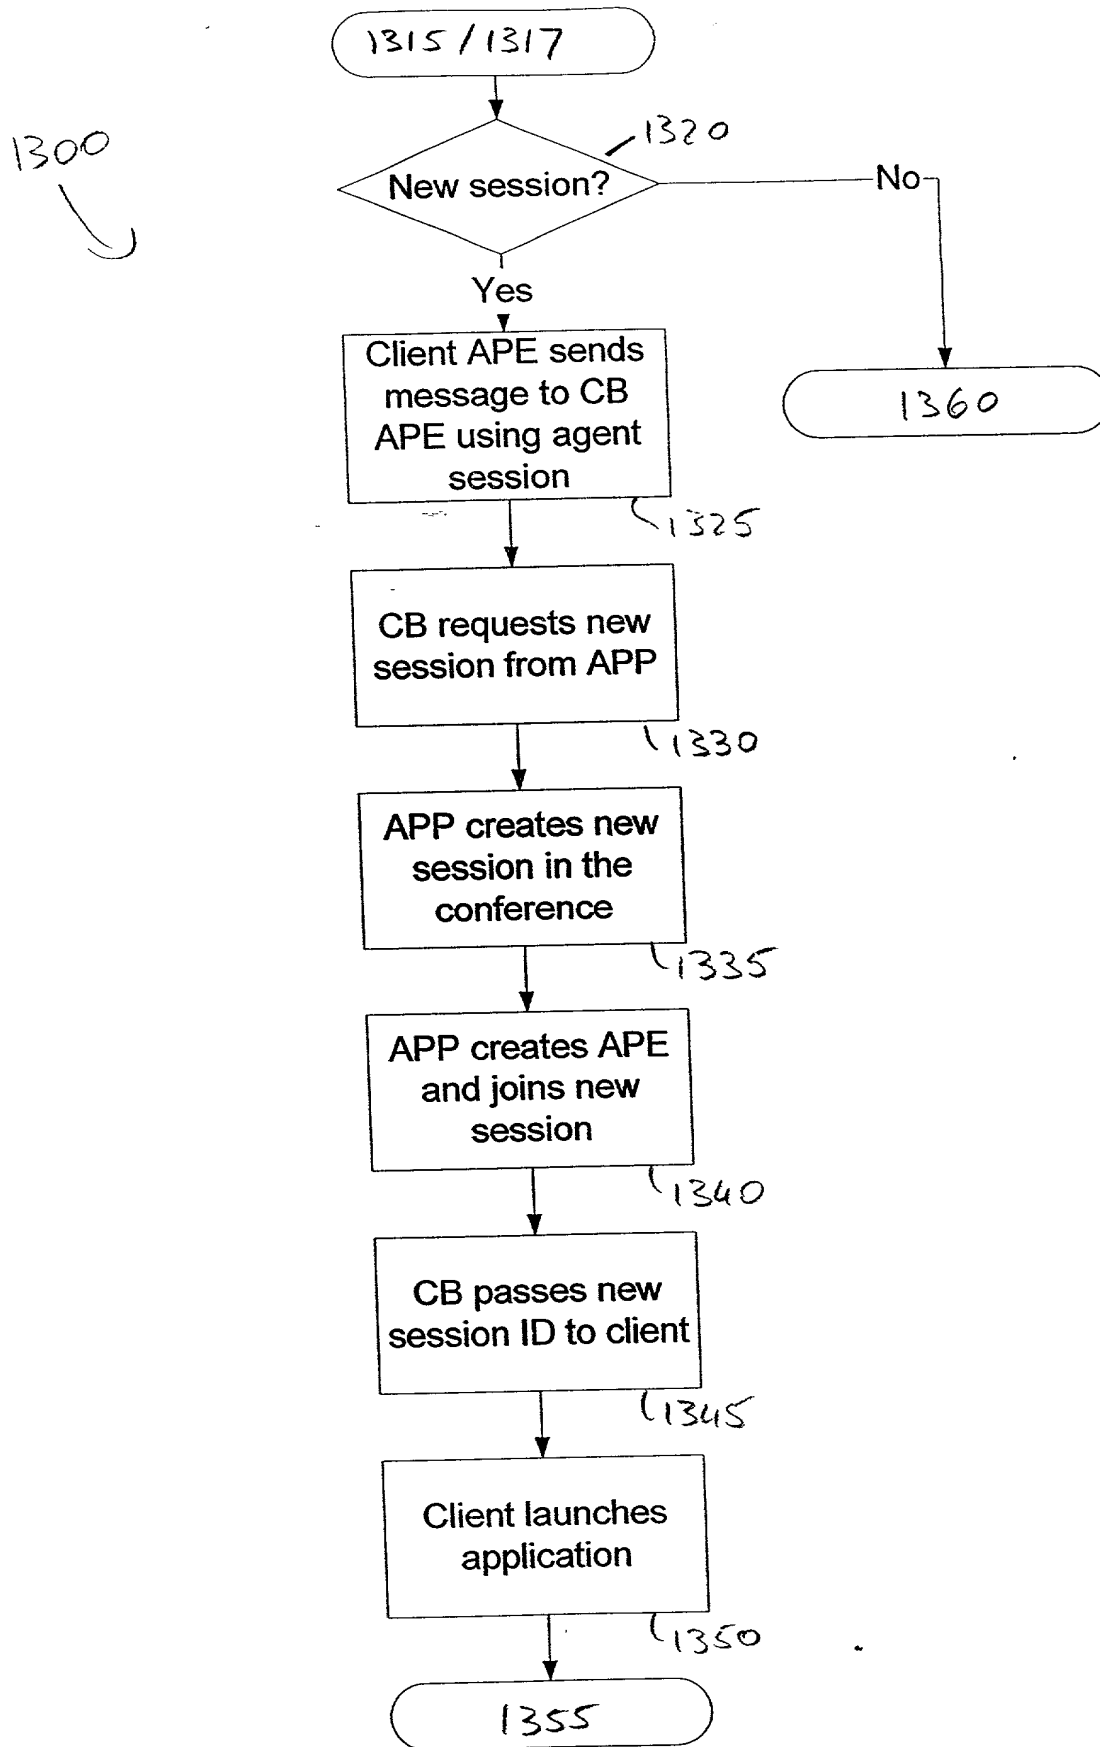 1315/1317
1320
1300
New session?
No
Yes
Client APE sends
message to CB
APE using agent
session
1360
1325
CB requests new
session from APP
1330
APP creates new
session in the
conference
1335
APP creates APE
and joins new
session
1340
CB passes new
session ID to client
1345
Client launches
application
1350
1355